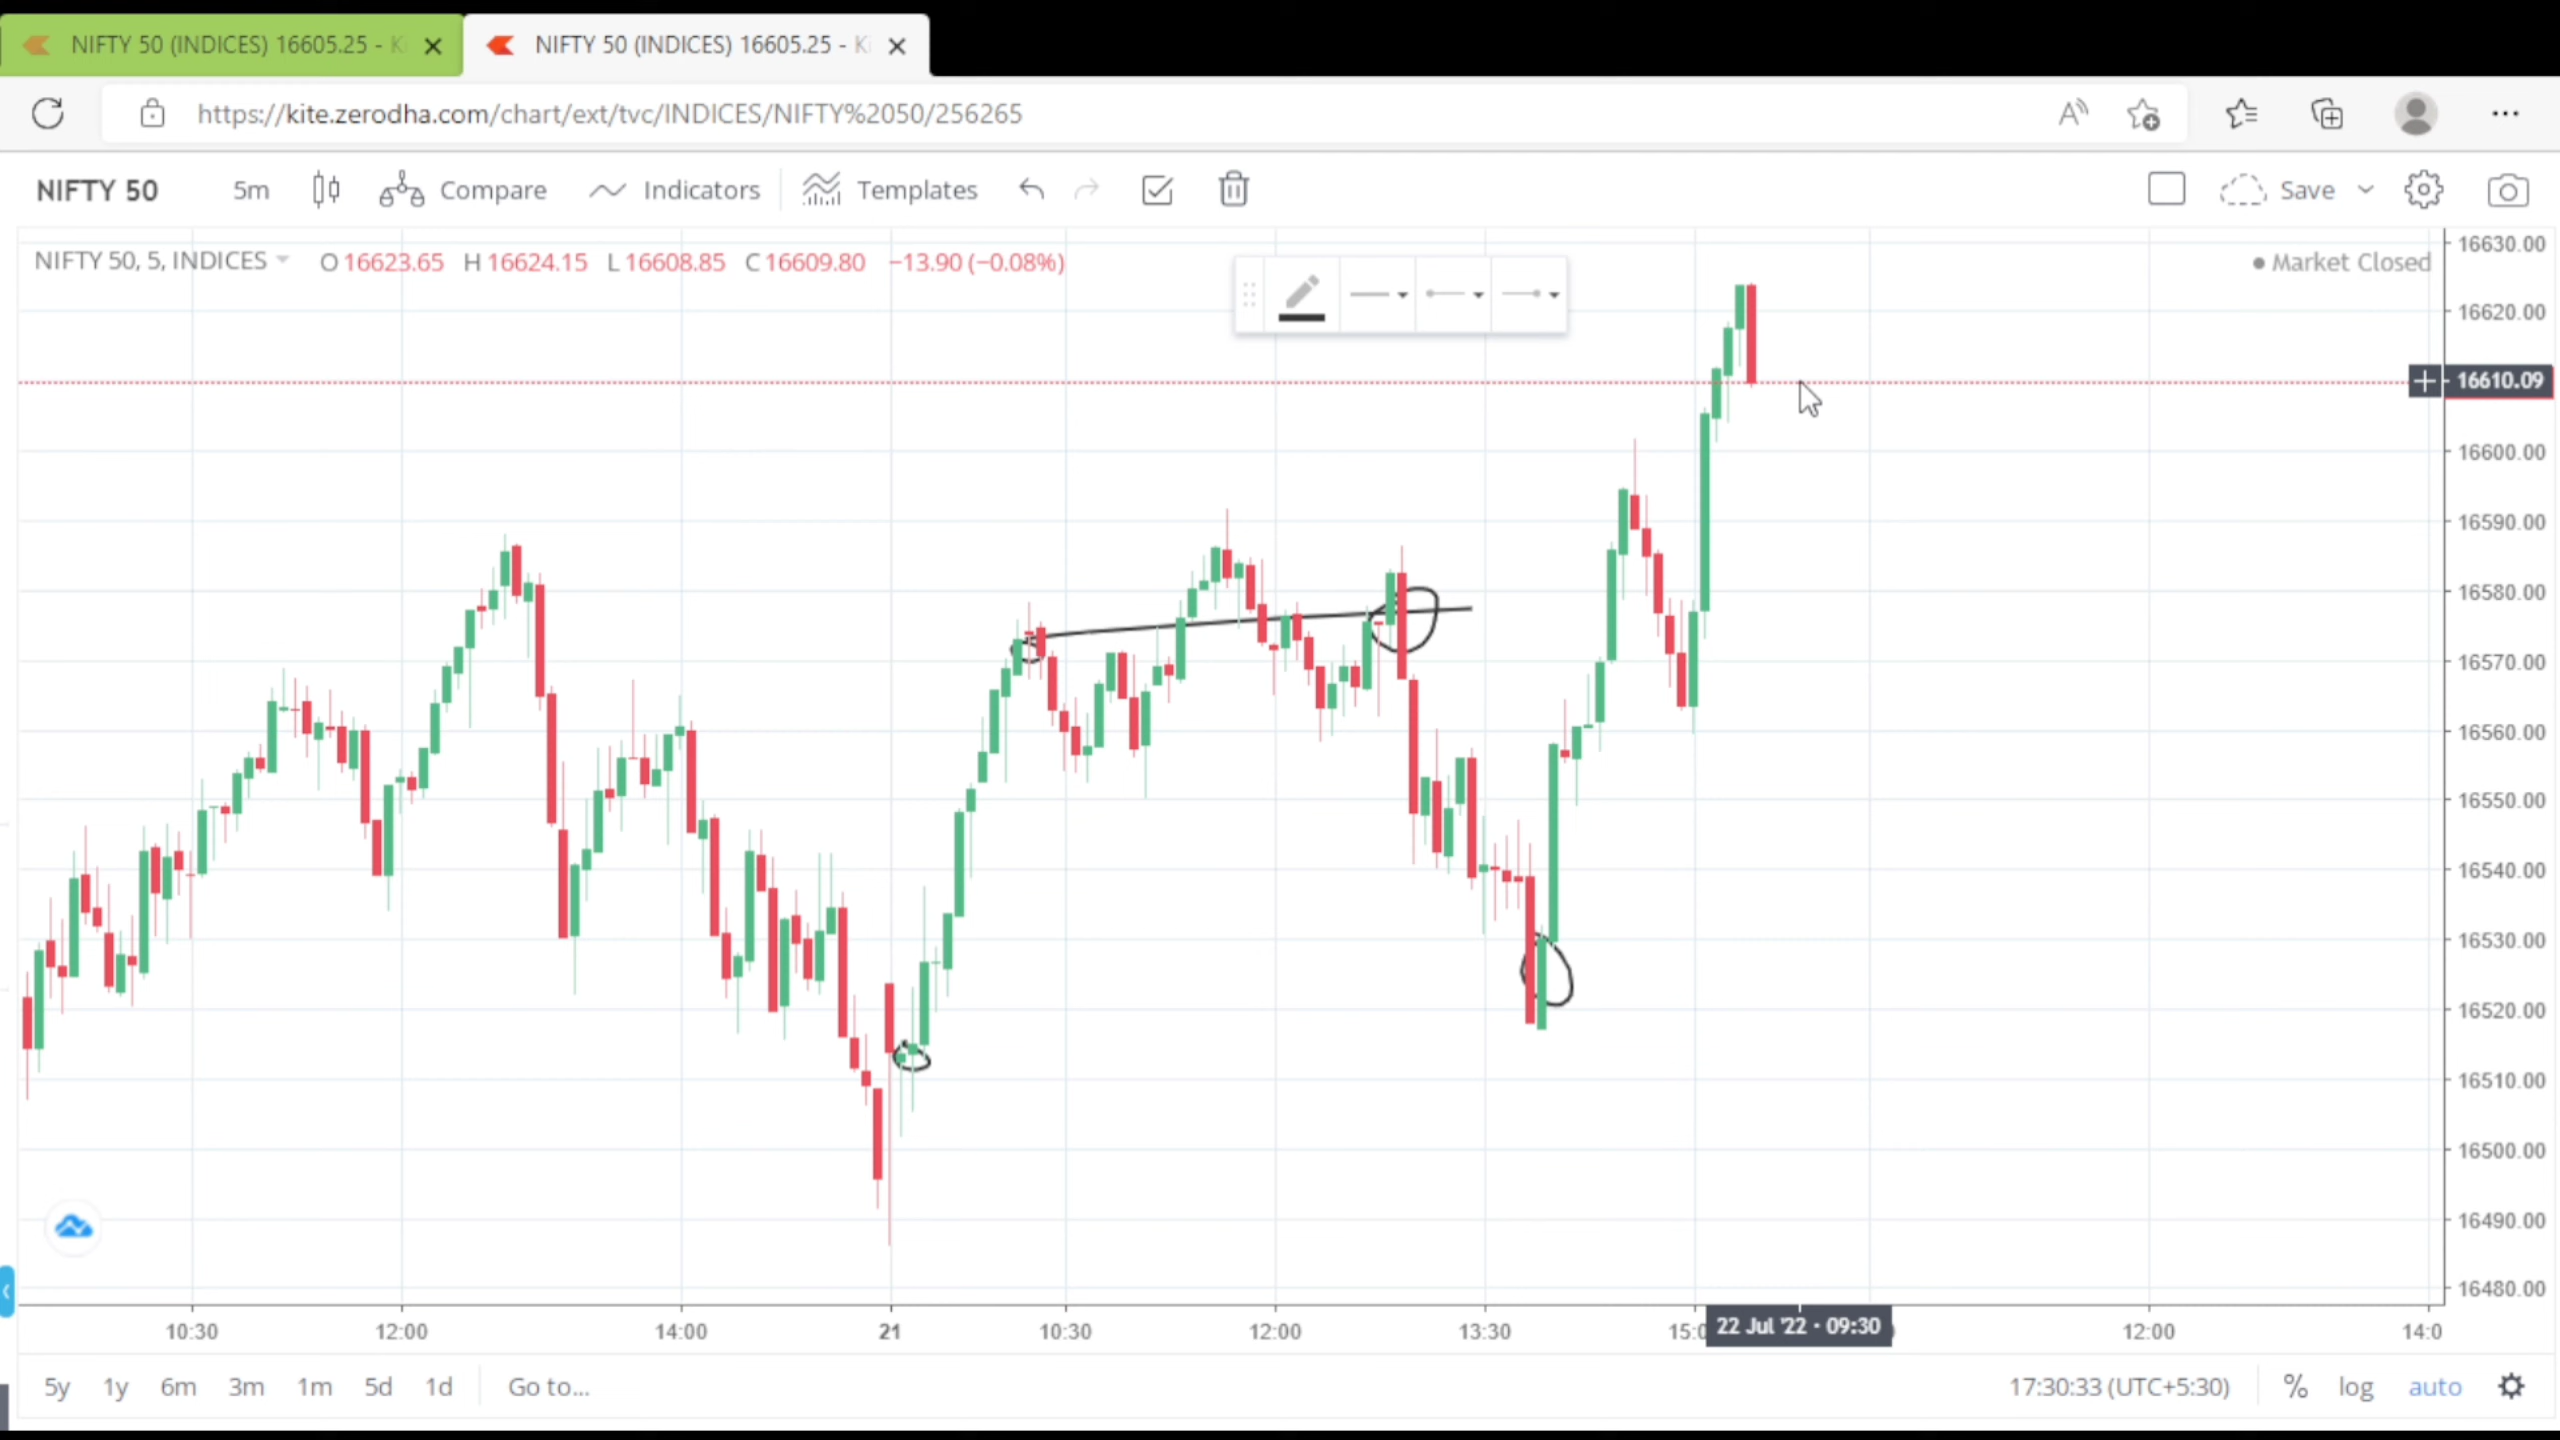 NIFTY 50 (INDICES) 16605.25 - K
NIFTY 50 (INDICES) 16605.25 - Ki
https://kite.zerodha.com/chart/ext/tvc/INDICES/NIFTY%2050/256265
NIFTY 50 5m Compare Indicators Templates Save
NIFTY 50, 5, INDICES O 16623.65 H 16624.15 L 16608.85 C 16609.80 −13.90 (−0.08%)
Market Closed
16630.00
16620.00
16610.09
16600.00
16590.00
16580.00
16570.00
16560.00
16550.00
16540.00
16530.00
16520.00
16510.00
16500.00
16490.00
16480.00
10:30 12:00 14:00 21 10:30 12:00 13:30 15:0 22 Jul '22 · 09:30 12:00 14:0
5y 1y 6m 3m 1m 5d 1d Go to... 17:30:33 (UTC+5:30) % log auto